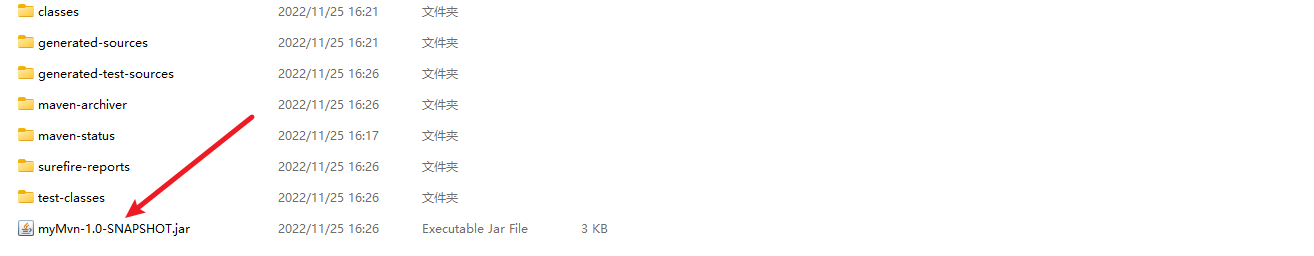 classes 2022/11/25 16:21 文件夹
generated-sources 2022/11/25 16:21 文件夹
generated-test-sources 2022/11/25 16:26 文件夹
maven-archiver 2022/11/25 16:26 文件夹
maven-status 2022/11/25 16:17 文件夹
surefire-reports 2022/11/25 16:26 文件夹
test-classes 2022/11/25 16:26 文件夹
myMvn-1.0-SNAPSHOT.jar 2022/11/25 16:26 Executable Jar File 3 KB